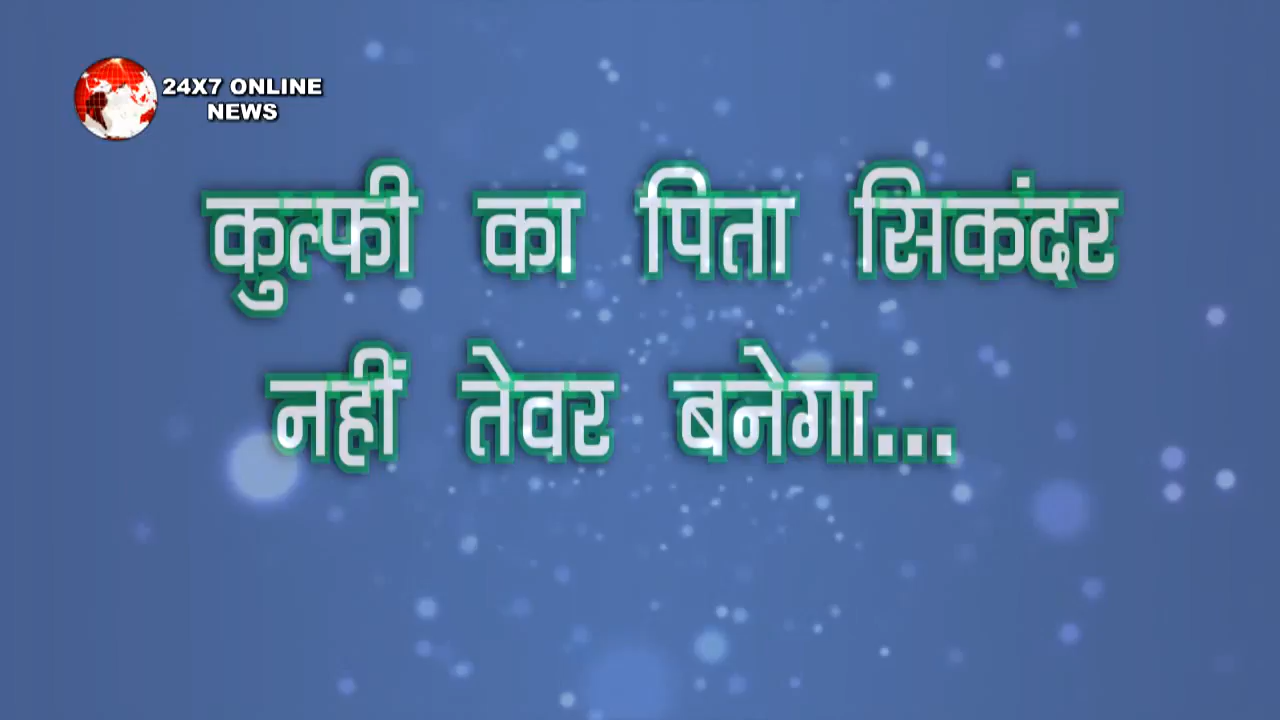 24X7 ONLINE
NEWS
कुल्फी का पिता सिकंदर
नहीं तेवर बनेगा...